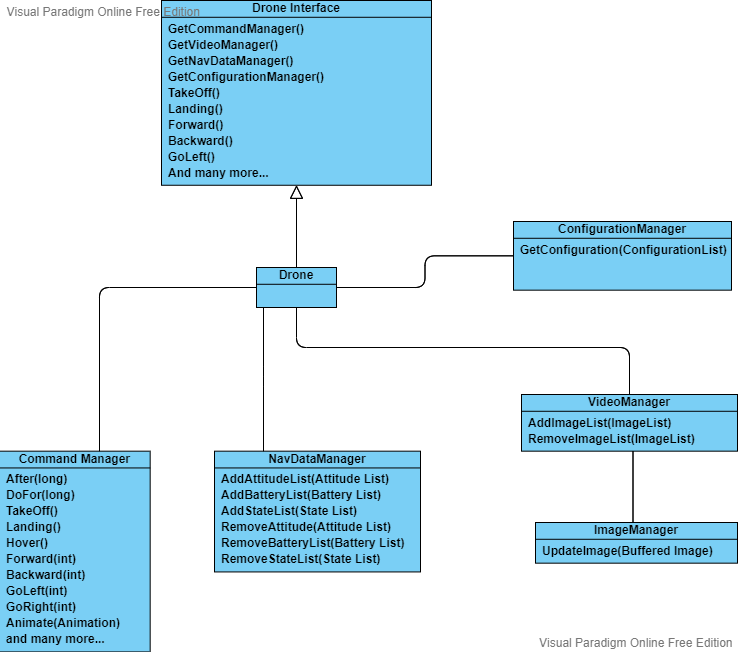 Visual Paradigm Online Free Edition
Drone Interface
GetCommandManager()
GetVideoManager()
GetNavDataManager()
GetConfigurationManager()
TakeOff()
Landing()
Forward()
Backward()
GoLeft()
And many more...
ConfigurationManager
GetConfiguration(ConfigurationList)
Drone
VideoManager
AddImageList(ImageList)
RemoveImageList(ImageList)
Command Manager
After(long)
DoFor(long)
TakeOff()
Landing()
Hover()
Forward(int)
Backward(int)
GoLeft(int)
GoRight(int)
Animate(Animation)
and many more...
NavDataManager
AddAttitudeList(Attitude List)
AddBatteryList(Battery List)
AddStateList(State List)
RemoveAttitude(Attitude List)
RemoveBatteryList(Battery List)
RemoveStateList(State List)
ImageManager
UpdateImage(Buffered Image)
Visual Paradigm Online Free Edition